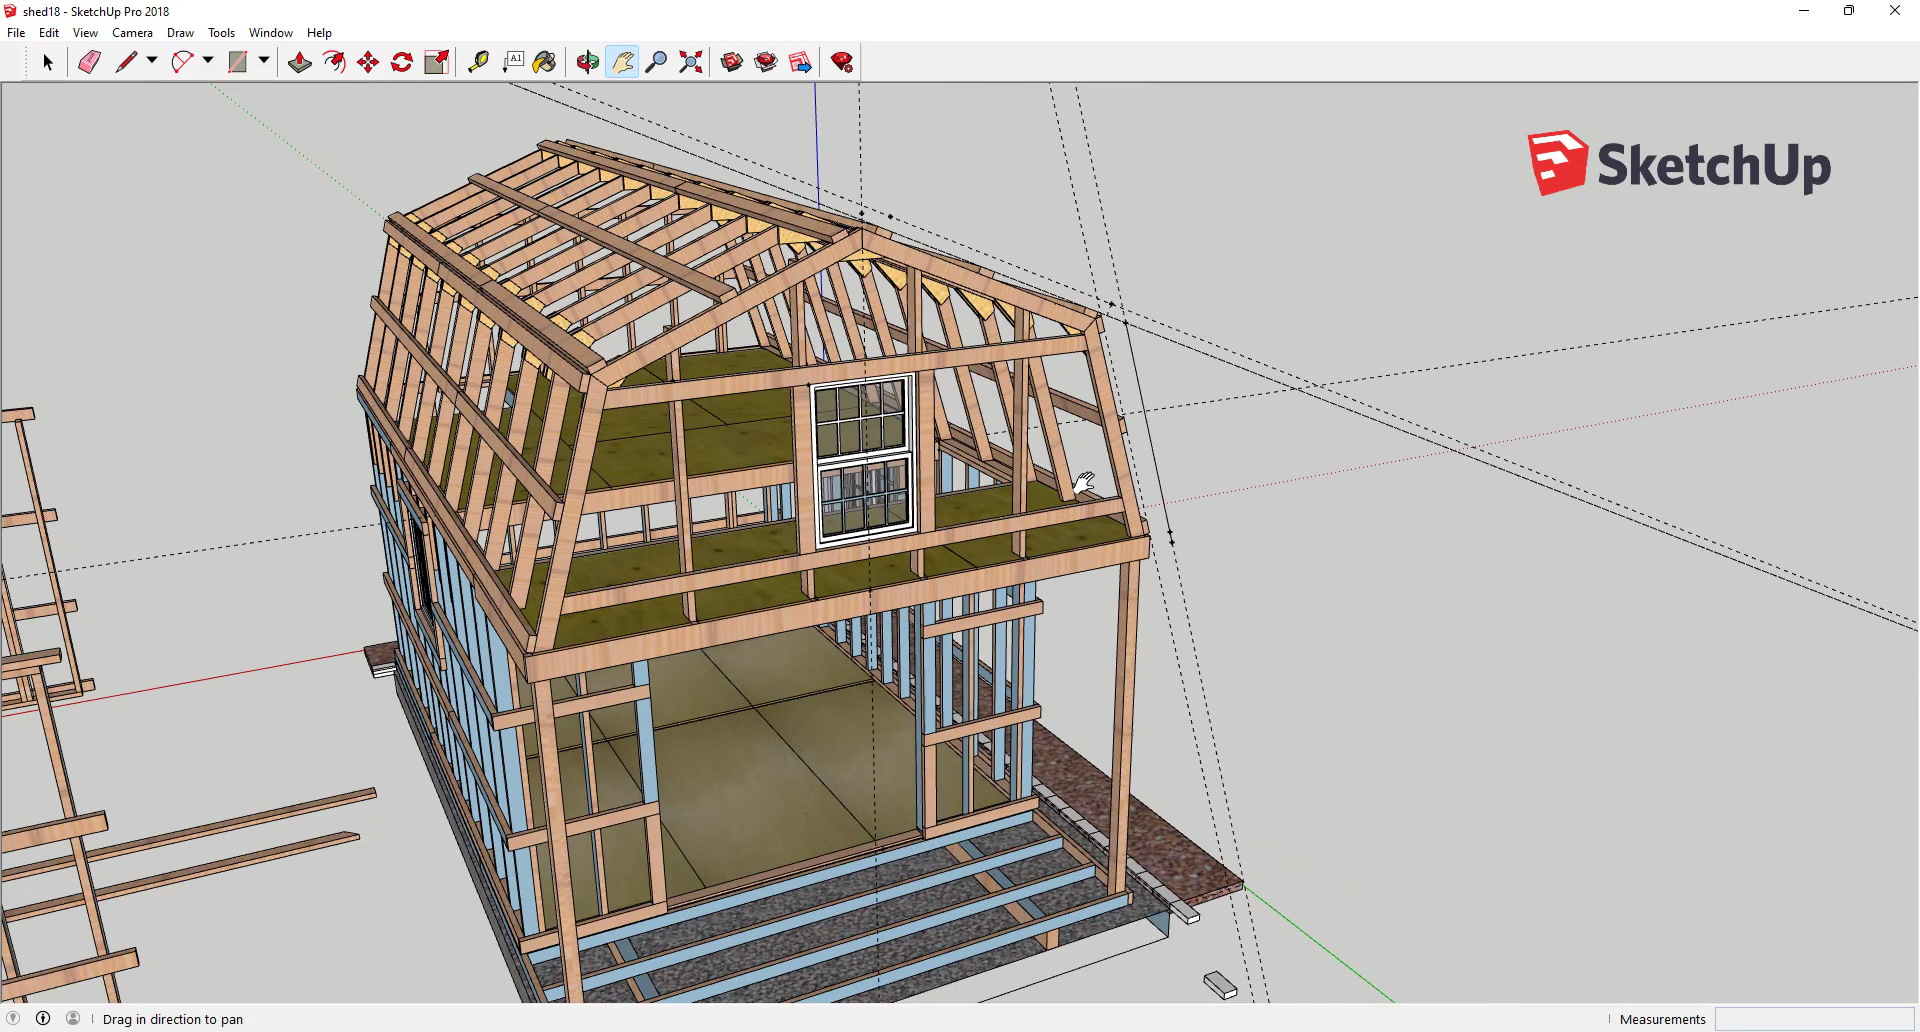 shed18 - SketchUp Pro 2018
File Edit View Camera Draw Tools Window Help
A1
SketchUp
Drag in direction to pan
Measurements